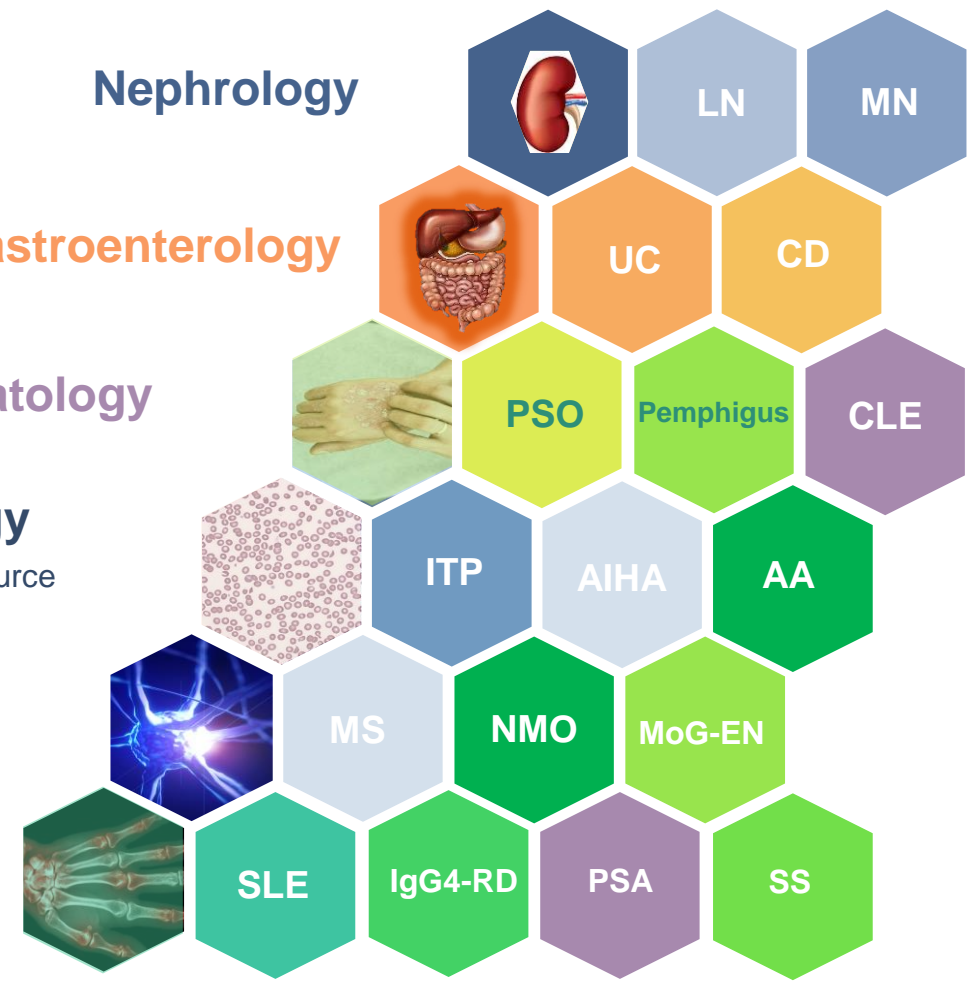 Nephrology
LN
MN
astroenterology
UC
CD
atology
PSO
Pemphigus
CLE
gy
urce
ITP
AIHA
AA
MS
NMO
MoG-EN
SLE
IgG4-RD
PSA
SS